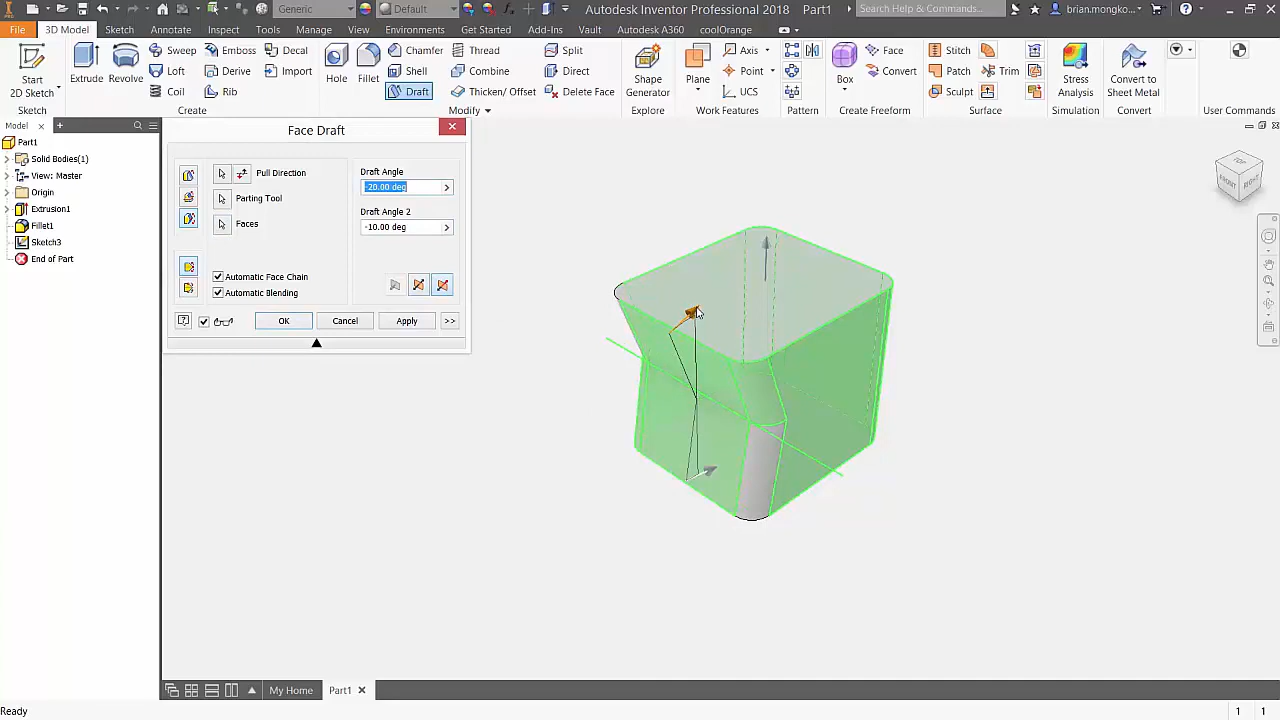 Generic Default Autodesk Inventor Professional 2018 Part1 Search Help & Commands... brian.mongko...
File 3D Model Sketch Annotate Inspect Tools Manage View Environments Get Started Add-Ins Vault Autodesk A360 coolOrange
Start
2D Sketch
Extrude Revolve
Sweep Emboss Decal
Loft Derive Import
Coil Rib
Hole Fillet
Chamfer Thread Split
Shell Combine Direct
Draft Thicken/ Offset Delete Face
Shape
Generator
Plane
Axis
Point
UCS
Box
Face
Convert
Stitch
Patch Trim
Sculpt
Stress
Analysis
Convert to
Sheet Metal
Sketch Create Modify Explore Work Features Pattern Create Freeform Surface Simulation Convert User Commands
Model
Part1
Solid Bodies(1)
View: Master
Origin
Extrusion1
Fillet1
Sketch3
End of Part
Face Draft
Pull Direction
Parting Tool
Faces
Draft Angle
-20.00 deg
Draft Angle 2
-10.00 deg
Automatic Face Chain
Automatic Blending
OK Cancel Apply >>
TOP
FRONT RIGHT
My Home Part1
Ready 1 1